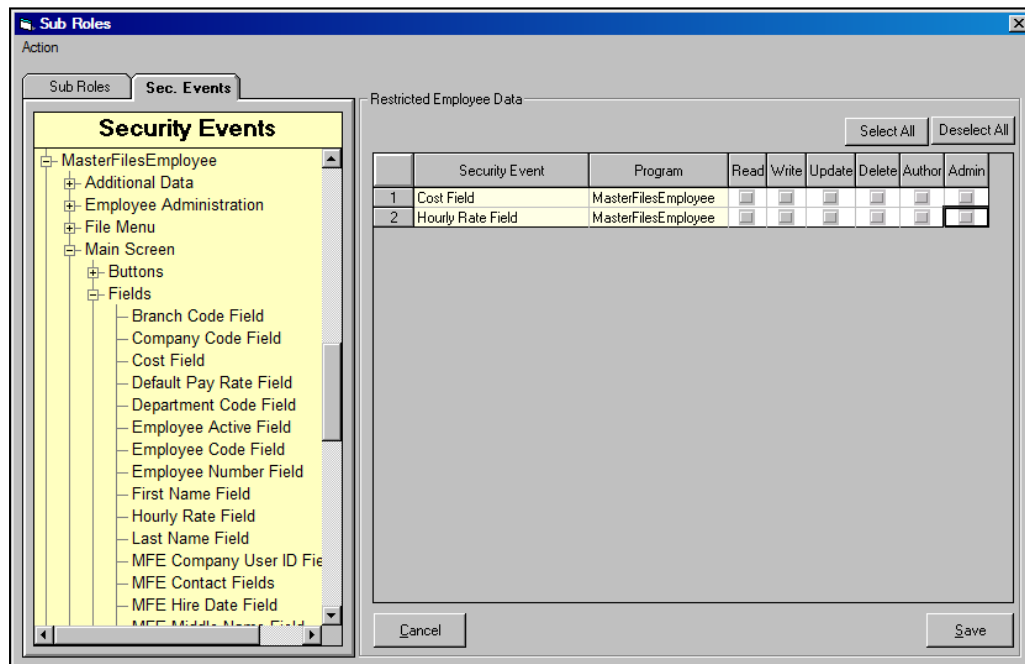 Sub Roles
Action
Sub Roles
Sec. Events
Security Events
MasterFilesEmployee
Additional Data
Employee Administration
File Menu
Main Screen
Buttons
Fields
Branch Code Field
Company Code Field
Cost Field
Default Pay Rate Field
Department Code Field
Employee Active Field
Employee Code Field
Employee Number Field
First Name Field
Hourly Rate Field
Last Name Field
MFE Company User ID Fie
MFE Contact Fields
MFE Hire Date Field
MFE Middle Name Field
Restricted Employee Data
Select All Deselect All
Security Event Program Read Write Update Delete Author Admin
1 Cost Field MasterFilesEmployee
2 Hourly Rate Field MasterFilesEmployee
Cancel Save